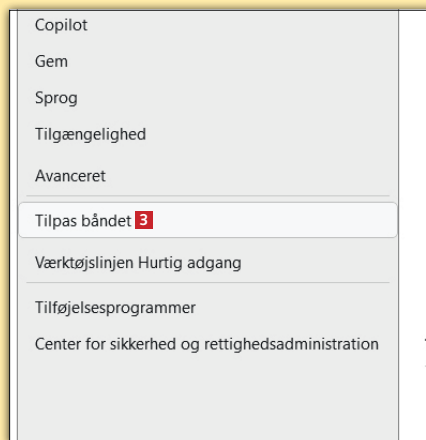 Copilot
Gem
Sprog
Tilgængelighed
Avanceret
Tilpas båndet 3
Værktøjslinjen Hurtig adgang
Tilføjelsesprogrammer
Center for sikkerhed og rettighedsadministration